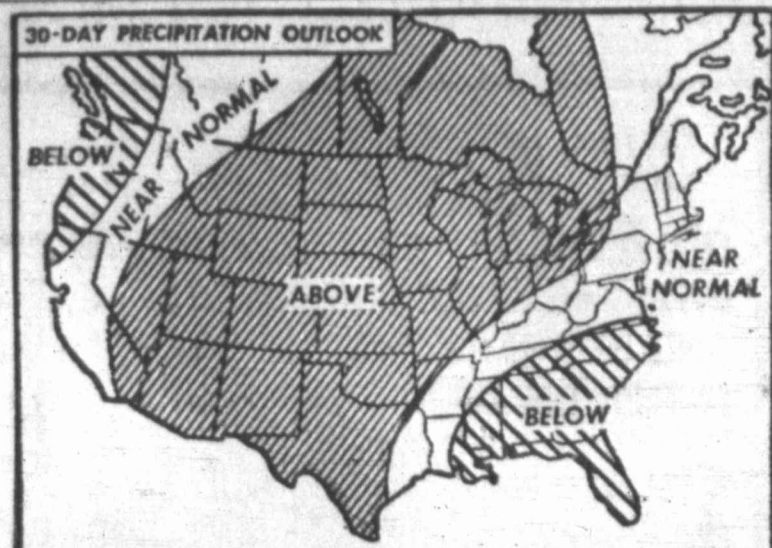 30-DAY PRECIPITATION OUTLOOK
BELOW
NEAR NORMAL
ABOVE
NEAR
NORMAL
BELOW